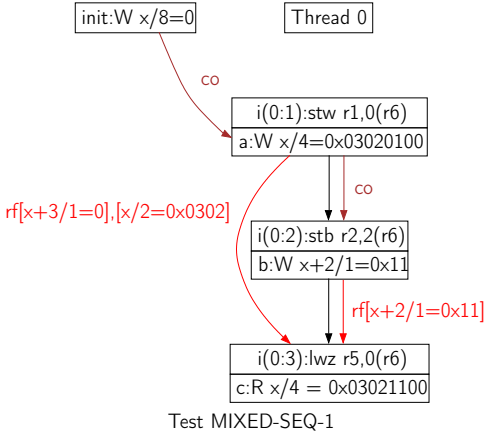 init:W x/8=0
Thread 0
co
i(0:1):stw r1,0(r6)
a:W x/4=0x03020100
co
rf[x+3/1=0],[x/2=0x0302]
i(0:2):stb r2,2(r6)
b:W x+2/1=0x11
rf[x+2/1=0x11]
i(0:3):lwz r5,0(r6)
c:R x/4 = 0x03021100
Test MIXED-SEQ-1